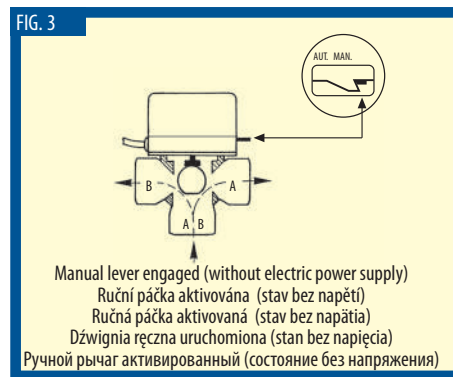 FIG. 3
AUT. MAN.
B
A
A B
Manual lever engaged (without electric power supply)
Ruční páčka aktivována (stav bez napětí)
Ručná páčka aktivovaná (stav bez napätia)
Dźwignia ręczna uruchomiona (stan bez napięcia)
Ручной рычаг активированный (состояние без напряжения)